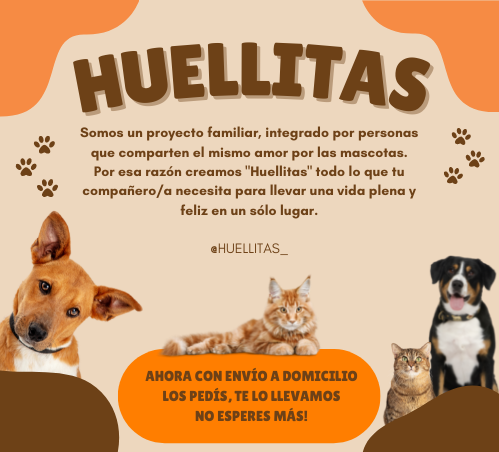 HUELLITAS
Somos un proyecto familiar, integrado por personas
que comparten el mismo amor por las mascotas.
Por esa razón creamos "Huellitas" todo lo que tu
compañero/a necesita para llevar una vida plena y
feliz en un sólo lugar.
@HUELLITAS_
AHORA CON ENVÍO A DOMICILIO
LOS PEDÍS, TE LO LLEVAMOS
NO ESPERES MÁS!